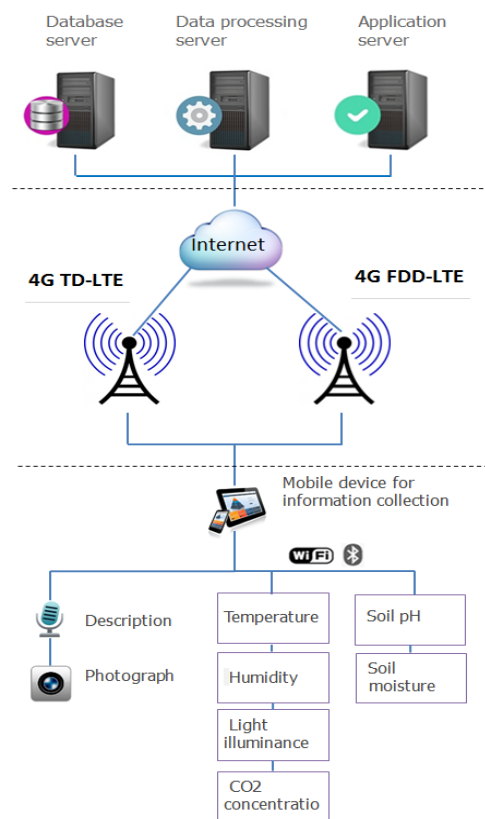 Database
server
Data processing
server
Application
server
Internet
4G TD-LTE
4G FDD-LTE
Mobile device for
information collection
WiFi
Description
Photograph
Temperature
Humidity
Light
illuminance
CO2
concentratio
Soil pH
Soil
moisture